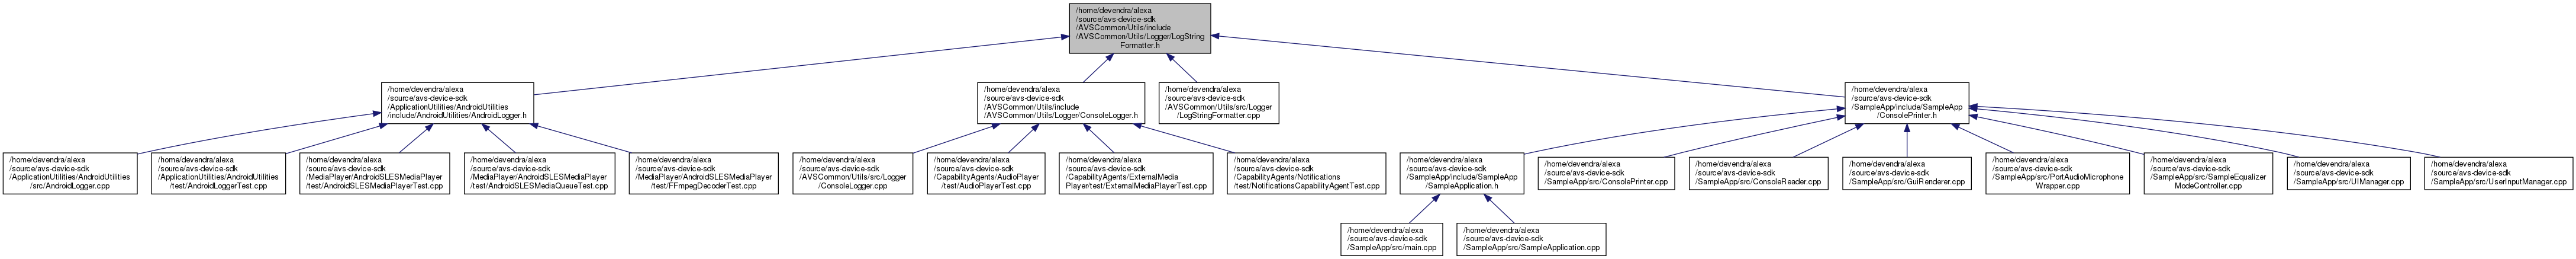 /home/devendra/alexa
/source/avs-device-sdk
/AVSCommon/Utils/include
/AVSCommon/Utils/Logger/LogString
Formatter.h
/home/devendra/alexa
/source/avs-device-sdk
/ApplicationUtilities/AndroidUtilities
/include/AndroidUtilities/AndroidLogger.h
/home/devendra/alexa
/source/avs-device-sdk
/AVSCommon/Utils/include
/AVSCommon/Utils/Logger/ConsoleLogger.h
/home/devendra/alexa
/source/avs-device-sdk
/AVSCommon/Utils/src/Logger
/LogStringFormatter.cpp
/home/devendra/alexa
/source/avs-device-sdk
/SampleApp/include/SampleApp
/ConsolePrinter.h
/home/devendra/alexa
/source/avs-device-sdk
/ApplicationUtilities/AndroidUtilities
/src/AndroidLogger.cpp
/home/devendra/alexa
/source/avs-device-sdk
/ApplicationUtilities/AndroidUtilities
/test/AndroidLoggerTest.cpp
/home/devendra/alexa
/source/avs-device-sdk
/MediaPlayer/AndroidSLESMediaPlayer
/test/AndroidSLESMediaPlayerTest.cpp
/home/devendra/alexa
/source/avs-device-sdk
/MediaPlayer/AndroidSLESMediaPlayer
/test/AndroidSLESMediaQueueTest.cpp
/home/devendra/alexa
/source/avs-device-sdk
/MediaPlayer/AndroidSLESMediaPlayer
/test/FFmpegDecoderTest.cpp
/home/devendra/alexa
/source/avs-device-sdk
/AVSCommon/Utils/src/Logger
/ConsoleLogger.cpp
/home/devendra/alexa
/source/avs-device-sdk
/CapabilityAgents/AudioPlayer
/test/AudioPlayerTest.cpp
/home/devendra/alexa
/source/avs-device-sdk
/CapabilityAgents/ExternalMedia
Player/test/ExternalMediaPlayerTest.cpp
/home/devendra/alexa
/source/avs-device-sdk
/CapabilityAgents/Notifications
/test/NotificationsCapabilityAgentTest.cpp
/home/devendra/alexa
/source/avs-device-sdk
/SampleApp/include/SampleApp
/SampleApplication.h
/home/devendra/alexa
/source/avs-device-sdk
/SampleApp/src/ConsolePrinter.cpp
/home/devendra/alexa
/source/avs-device-sdk
/SampleApp/src/ConsoleReader.cpp
/home/devendra/alexa
/source/avs-device-sdk
/SampleApp/src/GuiRenderer.cpp
/home/devendra/alexa
/source/avs-device-sdk
/SampleApp/src/PortAudioMicrophone
Wrapper.cpp
/home/devendra/alexa
/source/avs-device-sdk
/SampleApp/src/SampleEqualizer
ModeController.cpp
/home/devendra/alexa
/source/avs-device-sdk
/SampleApp/src/UIManager.cpp
/home/devendra/alexa
/source/avs-device-sdk
/SampleApp/src/UserInputManager.cpp
/home/devendra/alexa
/source/avs-device-sdk
/SampleApp/src/main.cpp
/home/devendra/alexa
/source/avs-device-sdk
/SampleApp/src/SampleApplication.cpp